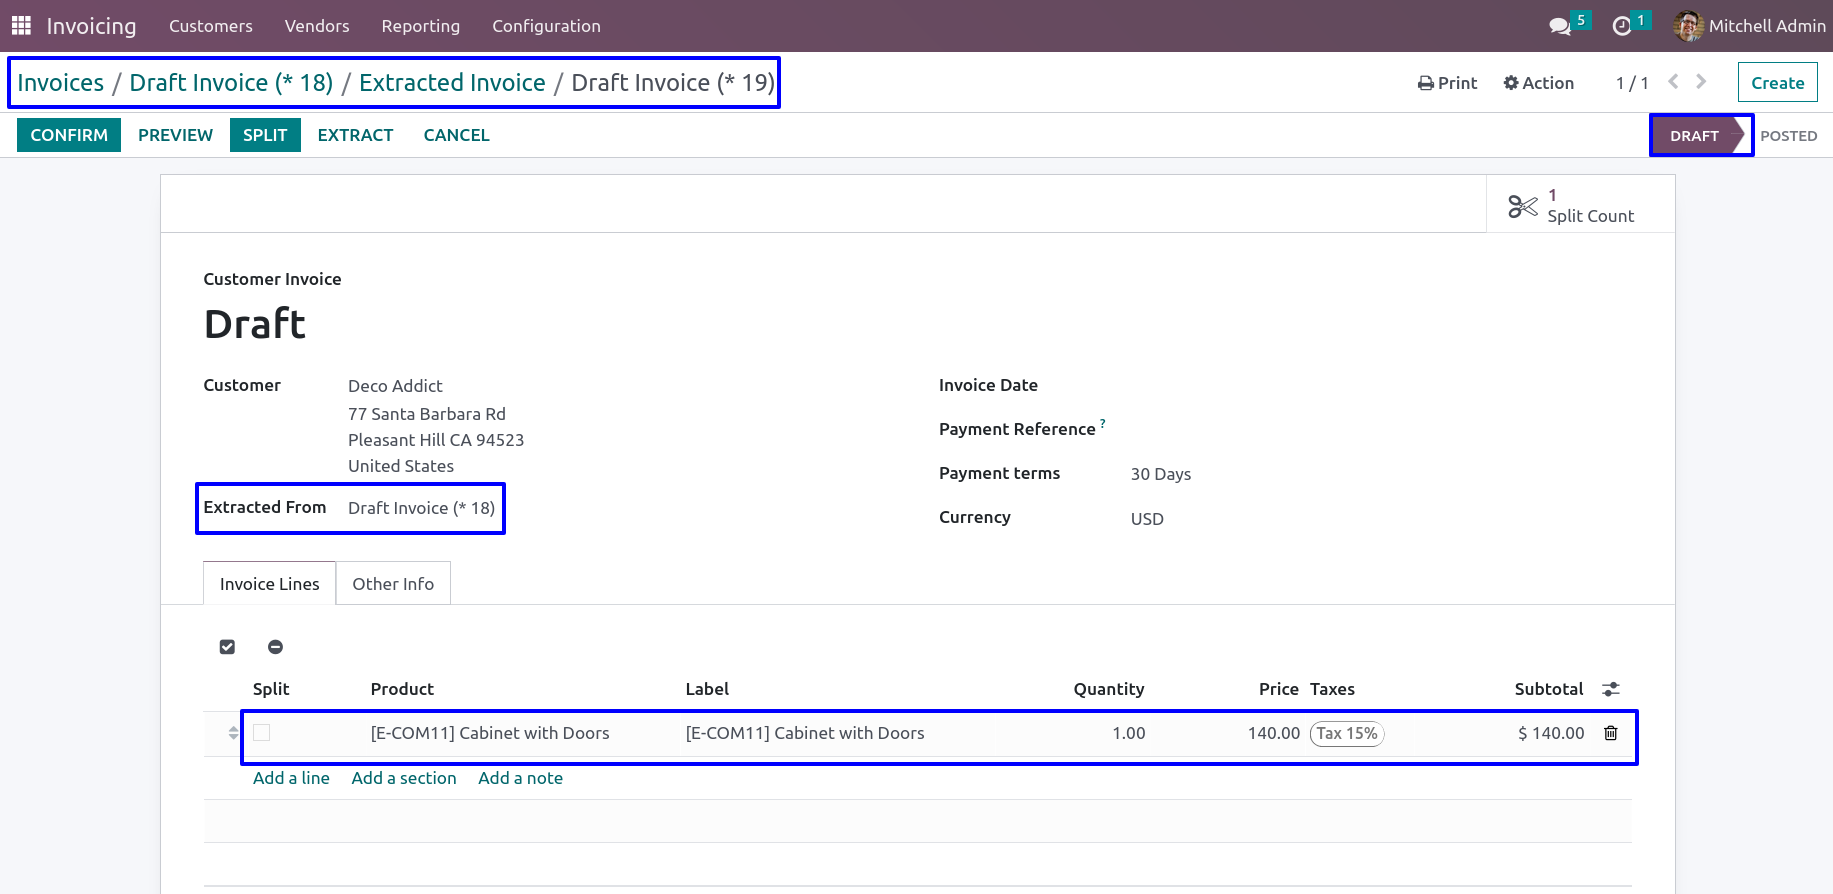 Invoicing Customers Vendors Reporting Configuration 5 1 Mitchell Admin
Invoices / Draft Invoice (* 18) / Extracted Invoice / Draft Invoice (* 19) Print Action 1 / 1 Create
CONFIRM PREVIEW SPLIT EXTRACT CANCEL DRAFT POSTED
1
Split Count
Customer Invoice
Draft
Customer Deco Addict Invoice Date
77 Santa Barbara Rd
Payment Reference ?
Pleasant Hill CA 94523
United States Payment terms 30 Days
Extracted From Draft Invoice (* 18) Currency USD
Invoice Lines Other Info
Split Product Label Quantity Price Taxes Subtotal
[E-COM11] Cabinet with Doors [E-COM11] Cabinet with Doors 1.00 140.00 Tax 15% $ 140.00
Add a line Add a section Add a note